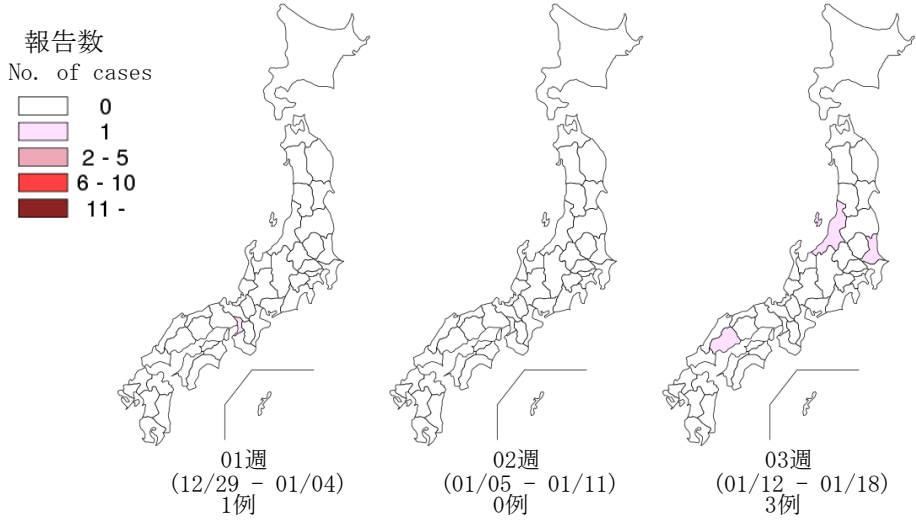 報告数
No. of cases
0
1
2 - 5
6 - 10
11 -
01週
(12/29 - 01/04)
1例
02週
(01/05 - 01/11)
0例
03週
(01/12 - 01/18)
3例